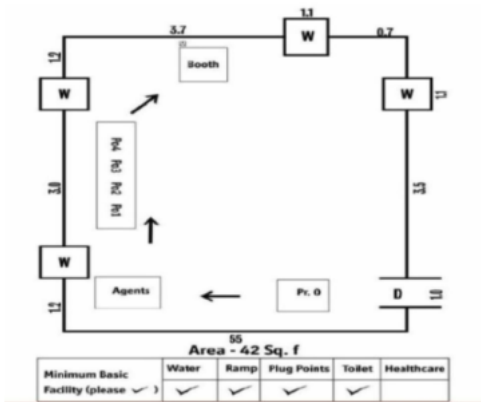 1.1
3.7
0.7
W
Booth
1.2
W
W
1.1
Po4 Po3 Po2 Po1
3.8
3.5
W
Agents
Pr. O
D
1.0
1.2
55
Area - 42 Sq. f
Minimum Basic Facility (please ✓ )
Water
Ramp
Plug Points
Toilet
Healthcare
✓ ✓ ✓ ✓